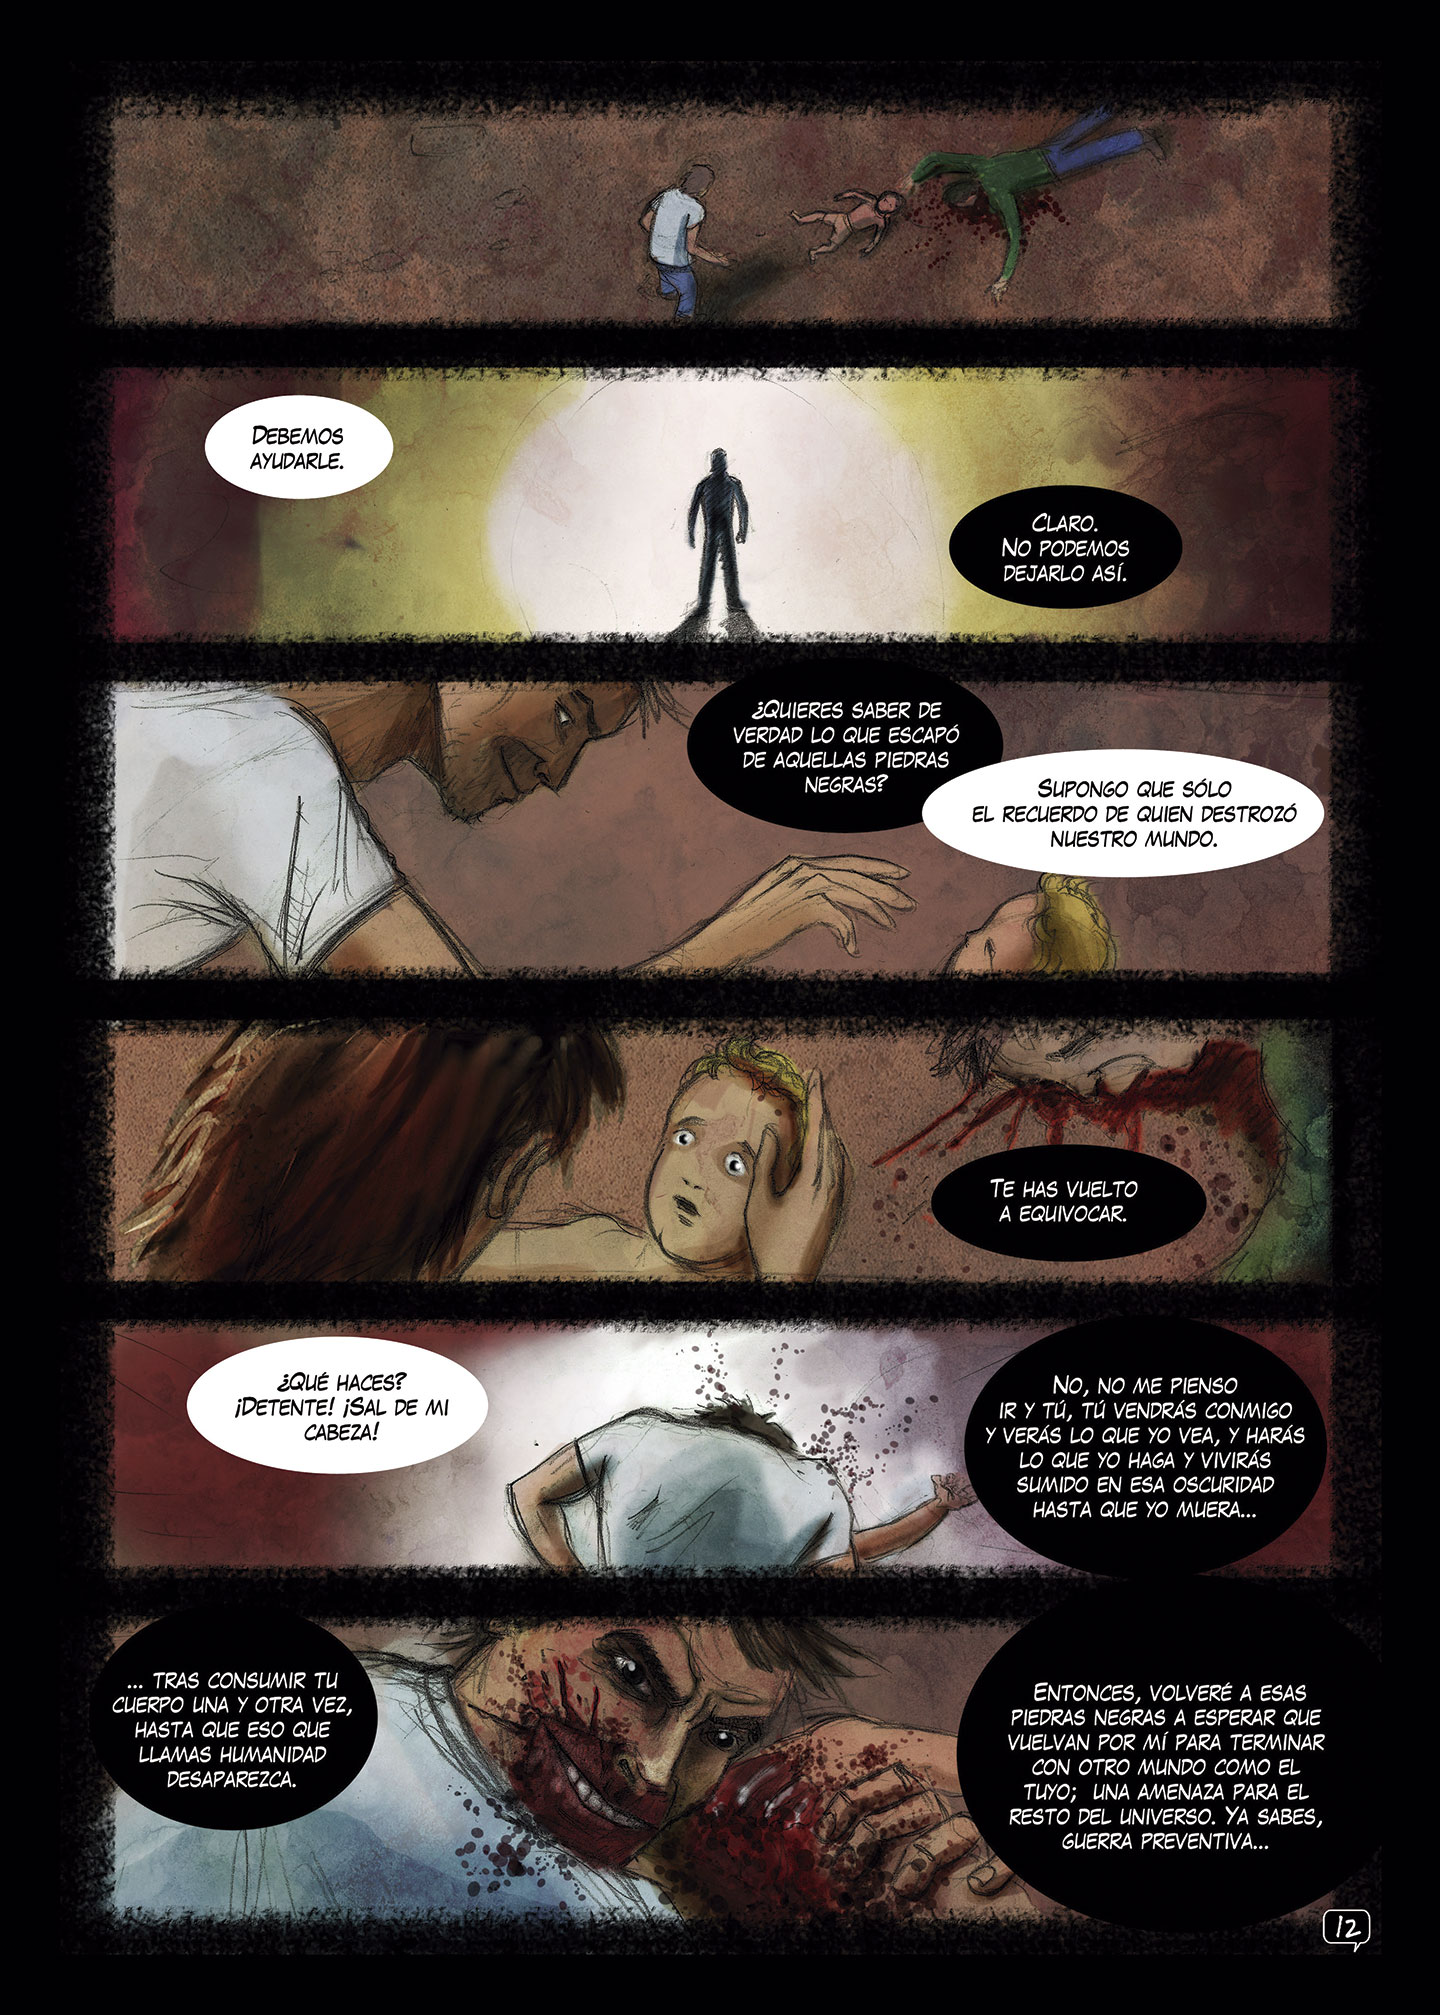 Debemos
ayudarle.
Claro.
No podemos
dejarlo así.
¿Quieres saber de
verdad lo que escapó
de aquellas piedras
negras?
Supongo que sólo
el recuerdo de quien destrozó
nuestro mundo.
Te has vuelto
a equivocar.
¿Qué haces?
¡Detente! ¡Sal de mi
cabeza!
No, no me pienso
ir y tú, tú vendrás conmigo
y verás lo que yo vea, y harás
lo que yo haga y vivirás
sumido en esa oscuridad
hasta que yo muera...
... tras consumir tu
cuerpo una y otra vez,
hasta que eso que
llamas humanidad
desaparezca.
Entonces, volveré a esas
piedras negras a esperar que
vuelvan por mí para terminar
con otro mundo como el
tuyo; una amenaza para el
resto del universo. Ya sabes,
guerra preventiva...
12